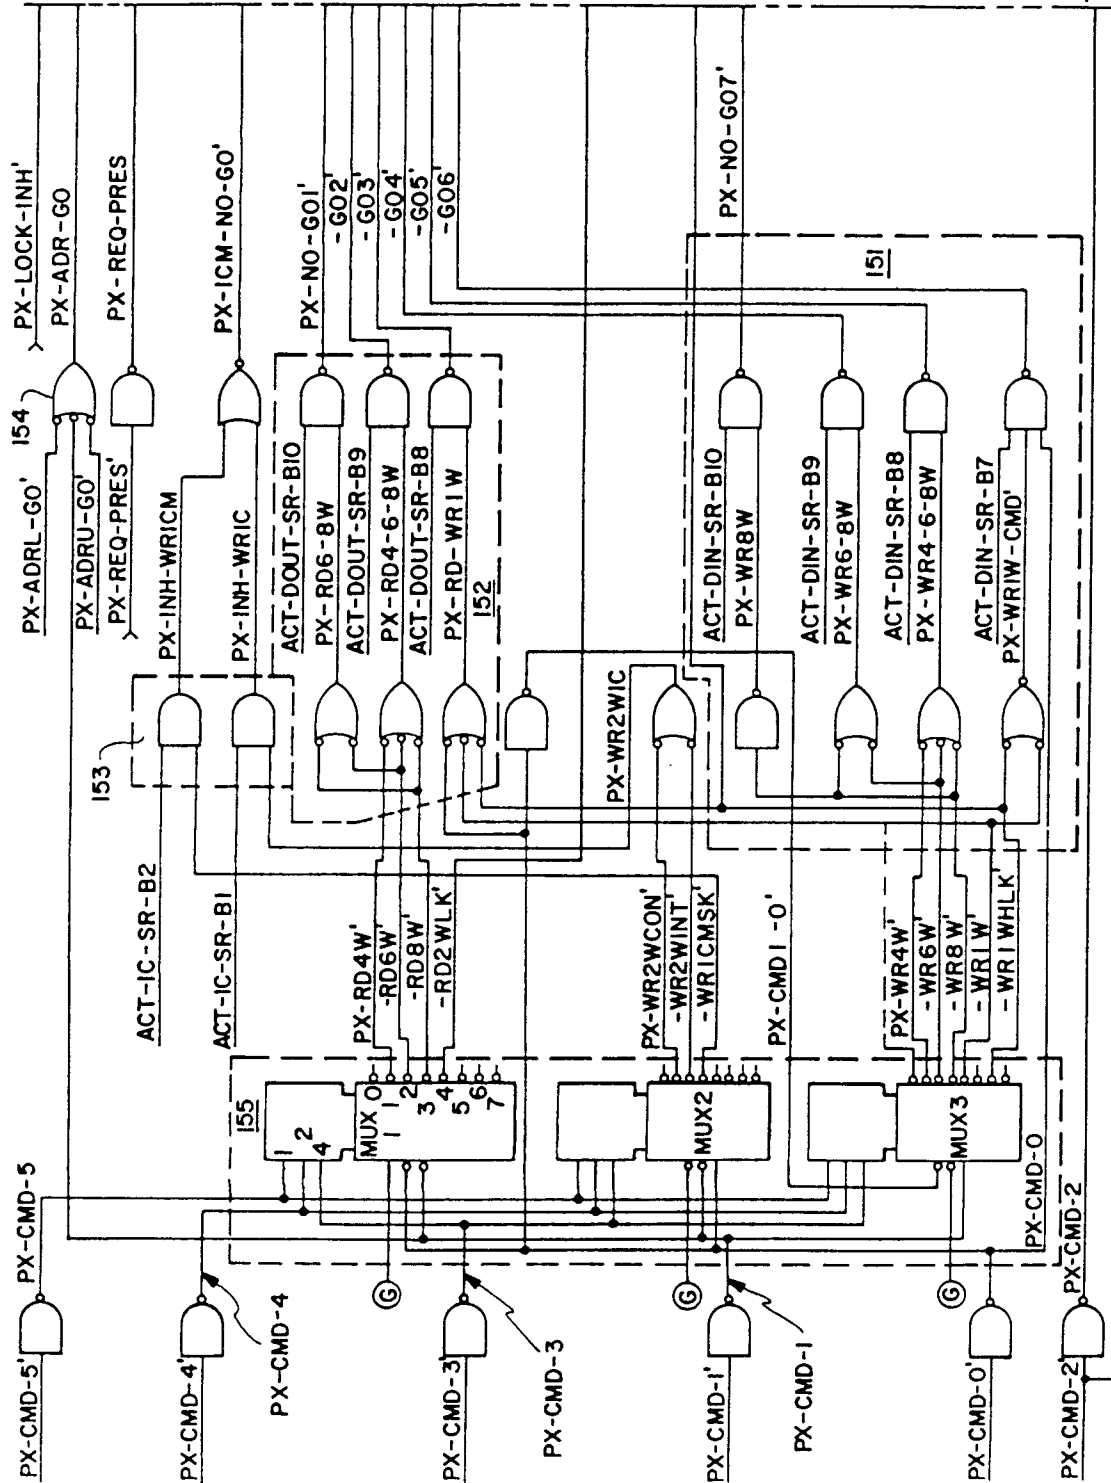 PX-LOCK-INH'
PX-ADR-GO
154
PX-ADRL-GO'
PX-ADRU-GO'
PX-REQ-PRES'
PX-REQ-PRES
PX-ICM-NO-GO'
PX-INH-WRICM
PX-INH-WRIC
153
ACT-IC-SR-B2
ACT-IC-SR-B1
PX-NO-GO1'
-GO2'
-GO3'
-GO4'
-GO5'
-GO6'
ACT-DOUT-SR-B10
PX-RD6-8W
ACT-DOUT-SR-B9
PX-RD4-6-8W
ACT-DOUT-SR-B8
PX-RD-WR1W
152
PX-NO-GO7'
151
PX-WR2WIC
ACT-DIN-SR-B10
PX-WR8W
ACT-DIN-SR-B9
PX-WR6-8W
ACT-DIN-SR-B8
PX-WR4-6-8W
ACT-DIN-SR-B7
PX-WR1W-CMD'
PX-RD4W'
-RD6W'
-RD8W'
-RD2WLK'
PX-WR2WCON'
-WR2WINT'
-WR1CMSK'
PX-CMD1-0'
PX-WR4W'
-WR6W'
-WR8W'
-WR1W'
-WR1WHLK'
155
1
2
4
MUX
1
0
1
2
3
4
5
6
7
MUX2
MUX3
PX-CMD-5
PX-CMD-5'
PX-CMD-4'
PX-CMD-4
G
PX-CMD-3'
PX-CMD-3
G
PX-CMD-1'
PX-CMD-1
G
PX-CMD-0
PX-CMD-0'
PX-CMD-2
PX-CMD-2'